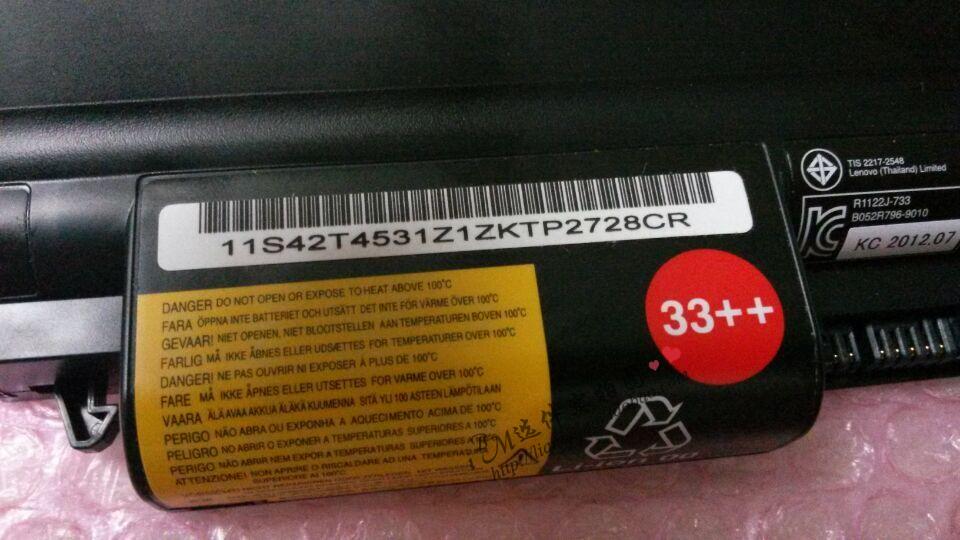 TIS 2217-2548
Lenovo (Thailand) Limited
R1122J-733
B052R796-9010
KC 2012.07
11S42T4531Z1ZKTP2728CR
33++
DANGER DO NOT OPEN OR EXPOSE TO HEAT ABOVE 100°C
FARA ÖPPNA INTE BATTERIET OCH UTSÄTT DET INTE FÖR VÄRME ÖVER 100°C
GEVAAR! NIET OPENEN, NIET BLOOTSTELLEN AAN TEMPERATUREN BOVEN 100°C
FARLIG MÅ IKKE ÅBNES ELLER UDSÆTTES FOR TEMPERATURER OVER 100°C
DANGER! NE PAS OUVRIR NI EXPOSER À PLUS DE 100°C
FARE MÅ IKKE ÅPNES ELLER UTSETTES FOR VARME OVER 100°C
VAARA ÄLÄ AVAA AKKUA ÄLÄKÄ KUUMENNA SITÄ YLI 100 ASTEEN LÄMPÖTILAAN
PERIGO NÃO ABRA OU EXPONHA A AQUECIMENTO ACIMA DE 100°C
PELIGRO NO ABRIR O EXPONER A TEMPERATURAS SUPERIORES A 100°C
PERIGO NÃO ABRIR NEM EXPOR A TEMPERATURAS SUPERIORES A 100°C
ATTENZIONE! NON APRIRE O RISCALDARE AD UNA TEMPERATURA
SUPERIORE AI 100°C